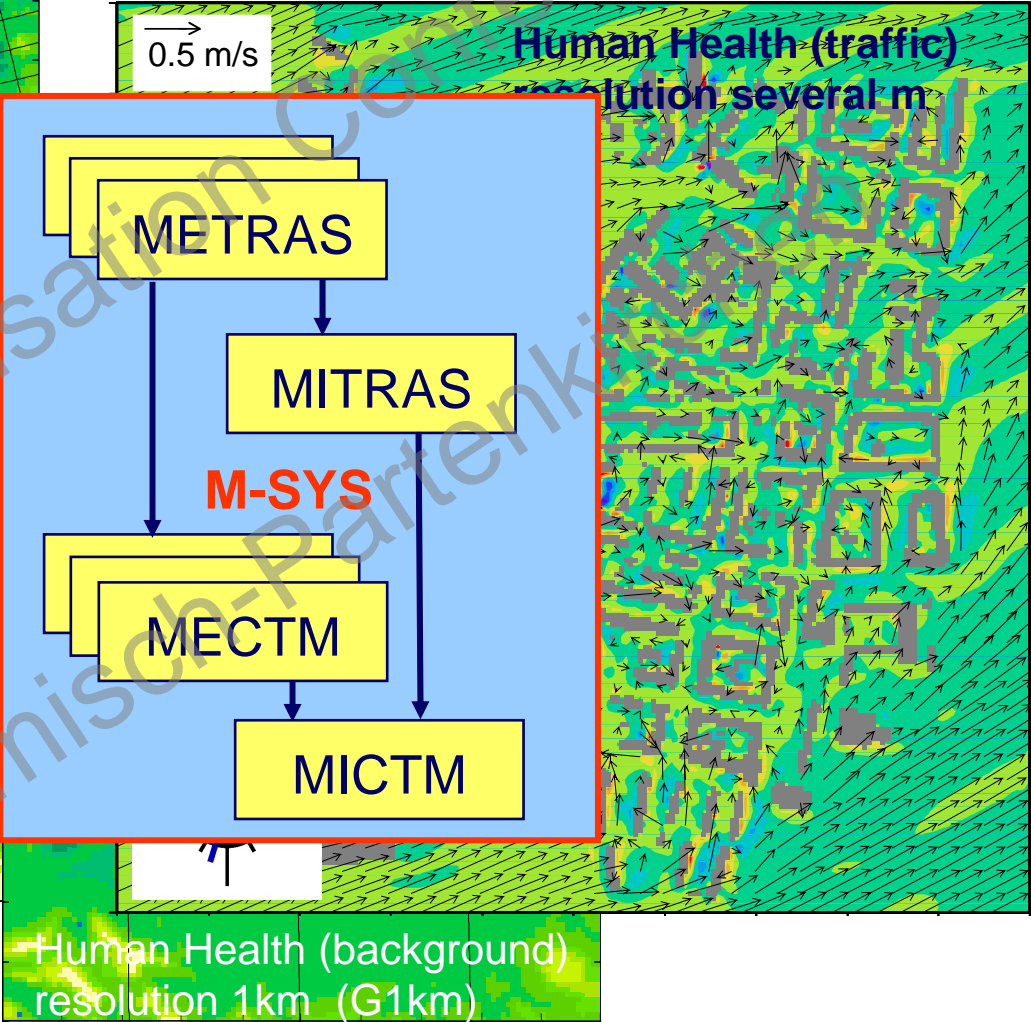 0.5 m/s
Human Health (traffic)
resolution several m
METRAS
MITRAS
M-SYS
MECTM
MICTM
Human Health (background)
resolution 1km (G1km)